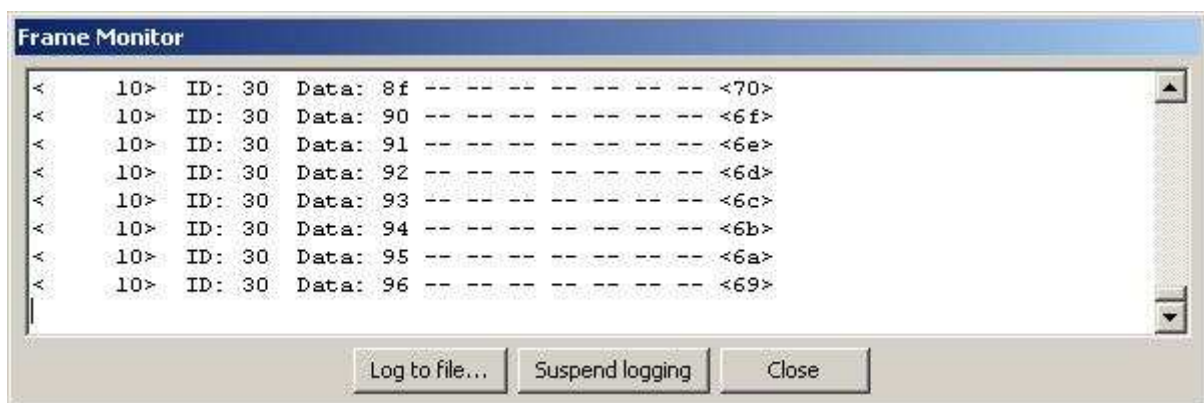 Frame Monitor
<      10>  ID: 30  Data: 8f -- -- -- -- -- -- -- <70>
<      10>  ID: 30  Data: 90 -- -- -- -- -- -- -- <6f>
<      10>  ID: 30  Data: 91 -- -- -- -- -- -- -- <6e>
<      10>  ID: 30  Data: 92 -- -- -- -- -- -- -- <6d>
<      10>  ID: 30  Data: 93 -- -- -- -- -- -- -- <6c>
<      10>  ID: 30  Data: 94 -- -- -- -- -- -- -- <6b>
<      10>  ID: 30  Data: 95 -- -- -- -- -- -- -- <6a>
<      10>  ID: 30  Data: 96 -- -- -- -- -- -- -- <69>
Log to file... Suspend logging Close